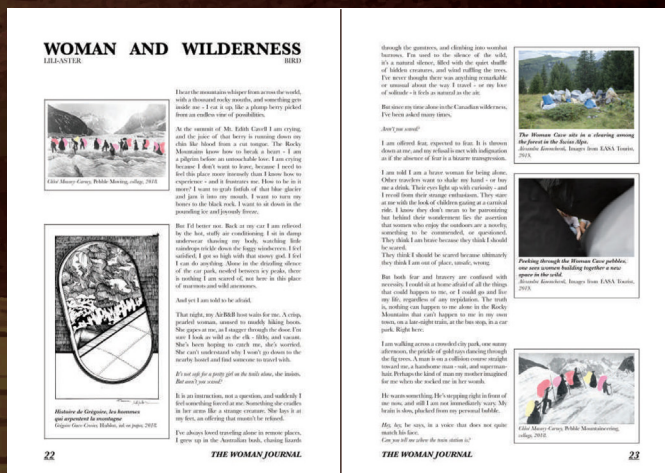 WOMAN AND WILDERNESS
LILI-ASTER BIRD
Chloé Moxey-Carney, Pebble Moving, collage, 2018.
Histoire de Grégoire, les hommes
qui arpentent la montagne
I hear the mountains whisper from across the world,
with a thousand rocky mouths, and something gets
inside me - I eat it up, like a plump berry picked
from an endless vine of possibilities.
At the summit of Mt. Edith Cavell I am crying,
and the juice of that berry is running down my
chin like blood from a cut tongue. The Rocky
Mountains know how to break a heart - I am
a pilgrim before an untouchable love. I am crying
because I don't want to leave, because I need to
feel this place more intensely than I know how to
experience - and it frustrates me. How to be in it
more? I want to grab fistfuls of that blue glacier
and jam it into my mouth. I want to turn my
bones to the black rock. I want to sit down in the
pounding ice and joyously freeze.
But I'd better not. Back at my car I am relieved
by the hot, stuffy air conditioning. I sit in damp
underwear thawing my body, watching little
raindrops trickle down the foggy windscreen. I feel
satisfied, I got so high with that snowy god. I feel
I can do anything. Alone in the drizzling silence
of the car park, nestled between icy peaks, there
is nothing I am scared of, not here in this place
of marmots and wild anemones.
And yet I am told to be afraid.
That night, my AirB&B host waits for me. A crisp,
pearled woman, unused to muddy hiking boots.
She gapes at me, as I stagger through the door. I'm
sure I look as wild as the elk - filthy, and vacant.
She's been hoping to catch me, she's worried.
She can't understand why I won't go down to the
nearby hostel and find someone to travel with.
It's not safe for a pretty girl on the trails alone, she insists.
But aren't you scared?
It is an instruction, not a question, and suddenly I
feel something forced at me. Something she cradles
in her arms like a strange creature. She lays it at
my feet, an offering that mustn't be refused.
I've always loved traveling alone in remote places.
I grew up in the Australian bush, chasing lizards
22 THE WOMAN JOURNAL
through the gumtrees, and climbing into wombat
burrows. I'm used to the silence of the wild,
it's a natural silence, filled with the quiet shuffle
of hidden creatures, and wind ruffling the trees.
I've never thought there was anything remarkable
or unusual about the way I travel - or my love
of solitude - it feels as natural as the air.
But since my time alone in the Canadian wilderness,
I've been asked many times,
Aren't you scared?
I am offered fear, expected to fear. It is thrown
down at me, and my refusal is met with indignation
as if the absence of fear is a bizarre transgression.
I am told I am a brave woman for being alone.
Other travelers want to shake my hand - or buy
me a drink. Their eyes light up with curiosity - and
I recoil from their strange enthusiasm. They stare
at me with the look of children gazing at a carnival
ride. I know they don't mean to be patronising
but behind their wonderment lies the assertion
that women who enjoy the outdoors are a novelty,
something to be commended, or questioned.
They think I am brave because they think I should
be scared.
They think I should be scared because ultimately
they think I am out of place, unsafe, wrong.
But both fear and bravery are confused with
necessity. I could sit at home afraid of all the things
that could happen to me, or I could go and live
my life, regardless of any trepidation. The truth
is, nothing can happen to me alone in the Rocky
Mountains that can't happen to me in my own
town, on a late-night train, at the bus stop, in a car
park. Right here.
I am walking across a crowded city park, one sunny
afternoon, the prickle of gold rays dancing through
the fig trees. A man is on a collision course straight
toward me, a handsome man - suit, and superman-
hair. Perhaps the kind of man my mother imagined
for me when she rocked me in her womb.
He wants something. He's stepping right in front of
me now, and still I am not immediately wary. My
brain is slow, plucked from my personal bubble.
Hey, hey, he says, in a voice that does not quite
match his face.
Can you tell me when the train station is?
The Woman Cave sits in a clearing among
the forest in the Swiss Alps.
Images from EASA Tourist,
2018.
Peeking through the Woman Cave pebbles,
one sees women building together a new
space in the wild.
Images from EASA Tourist,
2018.
Chloé Moxey-Carney, Pebble Mountaineering,
collage, 2018.
THE WOMAN JOURNAL 23